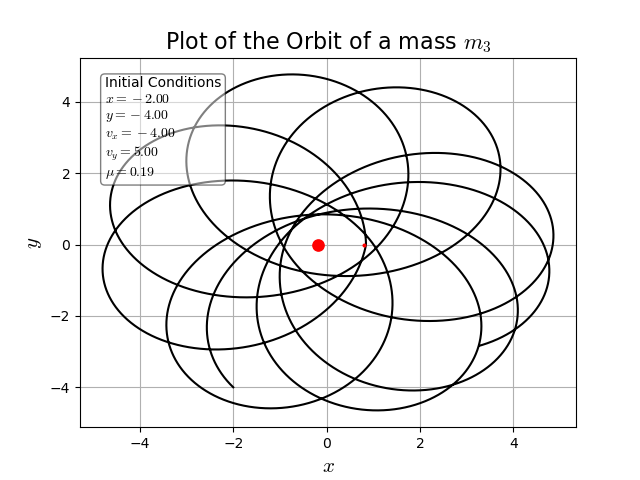 Plot of the Orbit of a mass m₃
Initial Conditions
x = −2.00
y = −4.00
vₓ = −4.00
v_y = 5.00
μ = 0.19
4
2
0
−2
−4
y
−4
−2
0
2
4
x